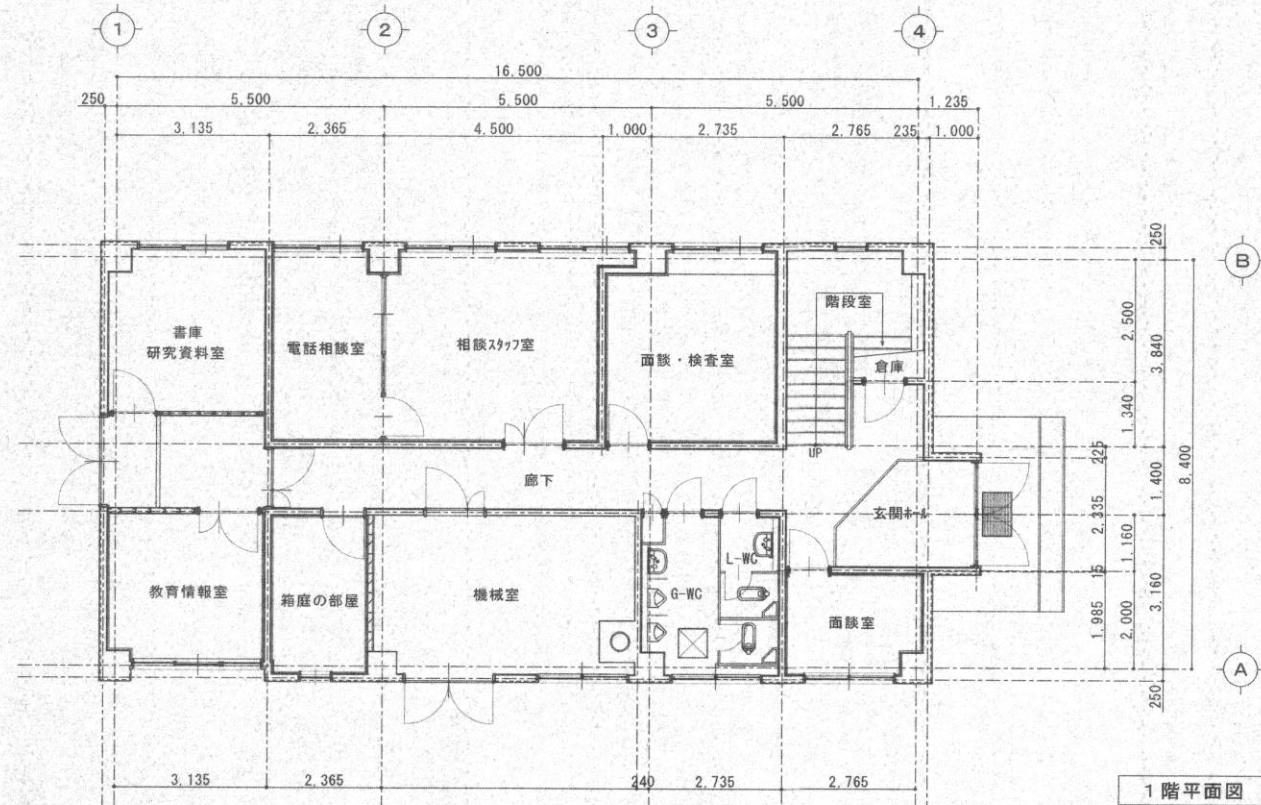 1
2
3
4
16,500
250
5,500
5,500
5,500
1,235
3,135
2,365
4,500
1,000
2,735
2,765
235
1,000
250
B
階段室
2,500
書庫
研究資料室
電話相談室
相談スタッフ室
面談・検査室
倉庫
3,840
1,340
UP
225
廊下
1,400
8,400
玄関ホール
2,335
1,160
L-WC
教育情報室
箱庭の部屋
機械室
G-WC
面談室
15
3,160
1,985
2,000
A
250
3,135
2,365
240
2,735
2,765
1階平面図